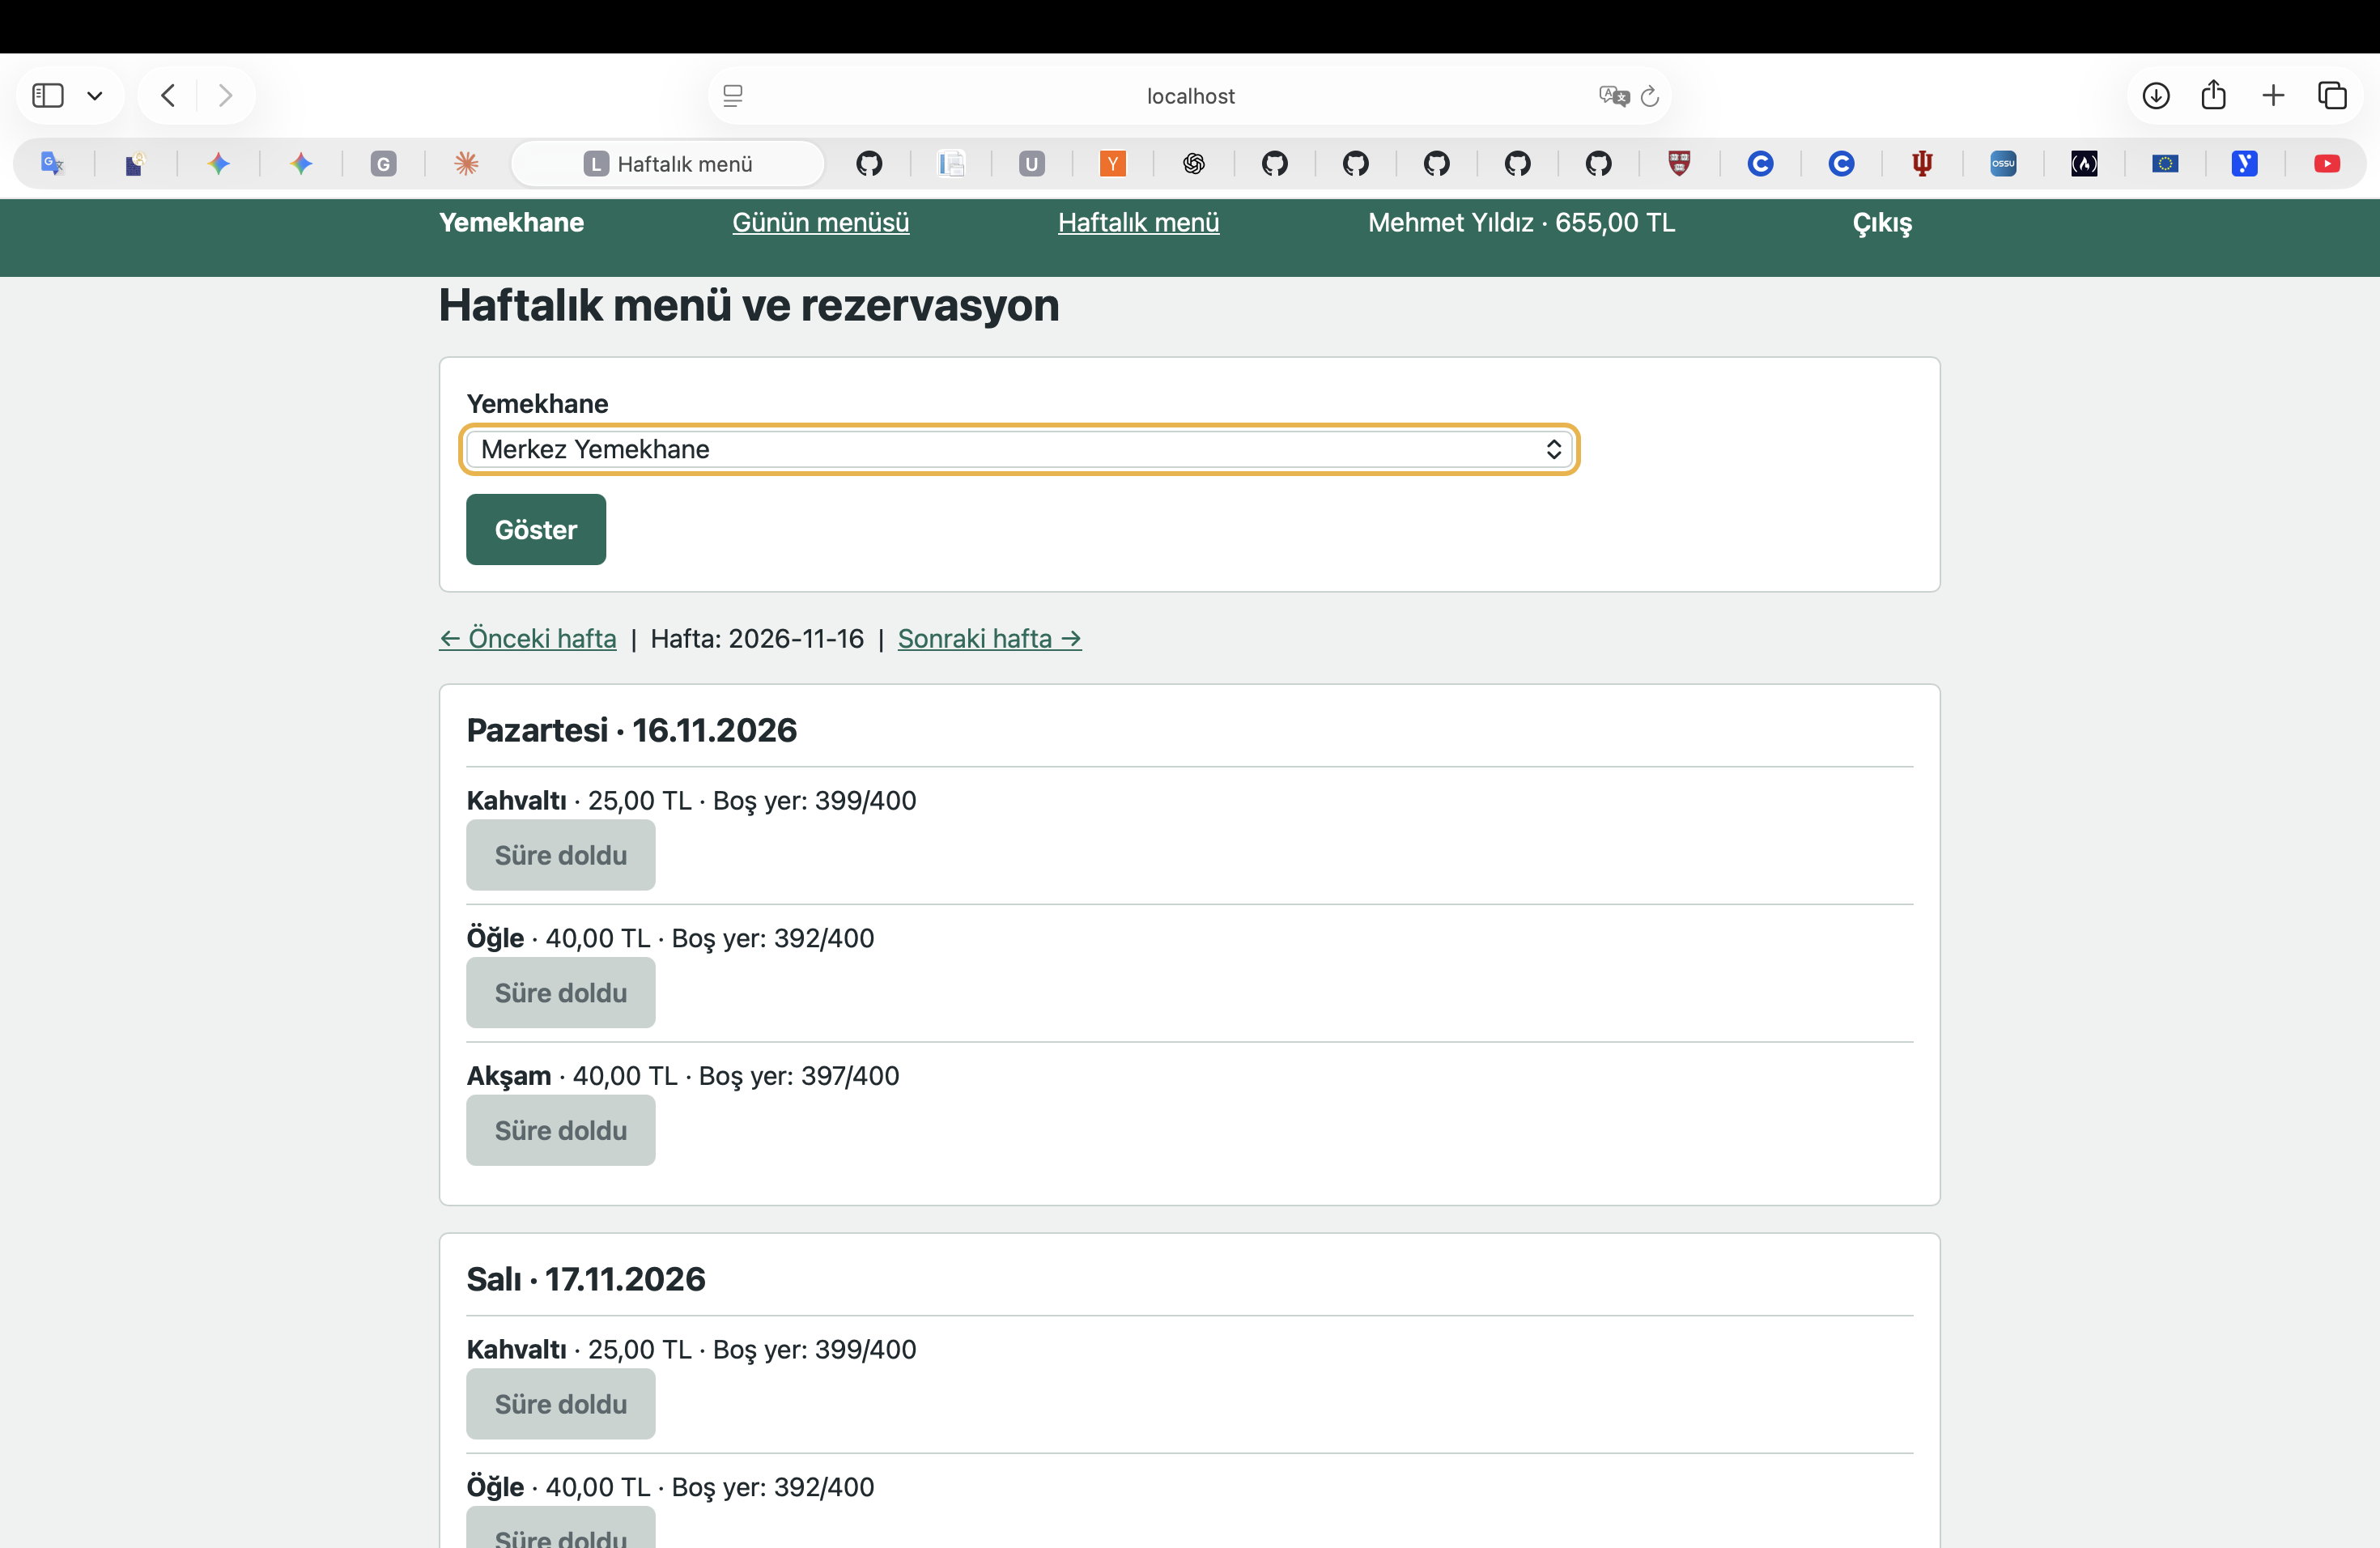 localhost
G
L Haftalık menü
U
Y
OSSU
Yemekhane
Günün menüsü
Haftalık menü
Mehmet Yıldız · 655,00 TL
Çıkış
Haftalık menü ve rezervasyon
Yemekhane
Merkez Yemekhane
Göster
← Önceki hafta | Hafta: 2026-11-16 | Sonraki hafta →
Pazartesi · 16.11.2026
Kahvaltı · 25,00 TL · Boş yer: 399/400
Süre doldu
Öğle · 40,00 TL · Boş yer: 392/400
Süre doldu
Akşam · 40,00 TL · Boş yer: 397/400
Süre doldu
Salı · 17.11.2026
Kahvaltı · 25,00 TL · Boş yer: 399/400
Süre doldu
Öğle · 40,00 TL · Boş yer: 392/400
Süre doldu